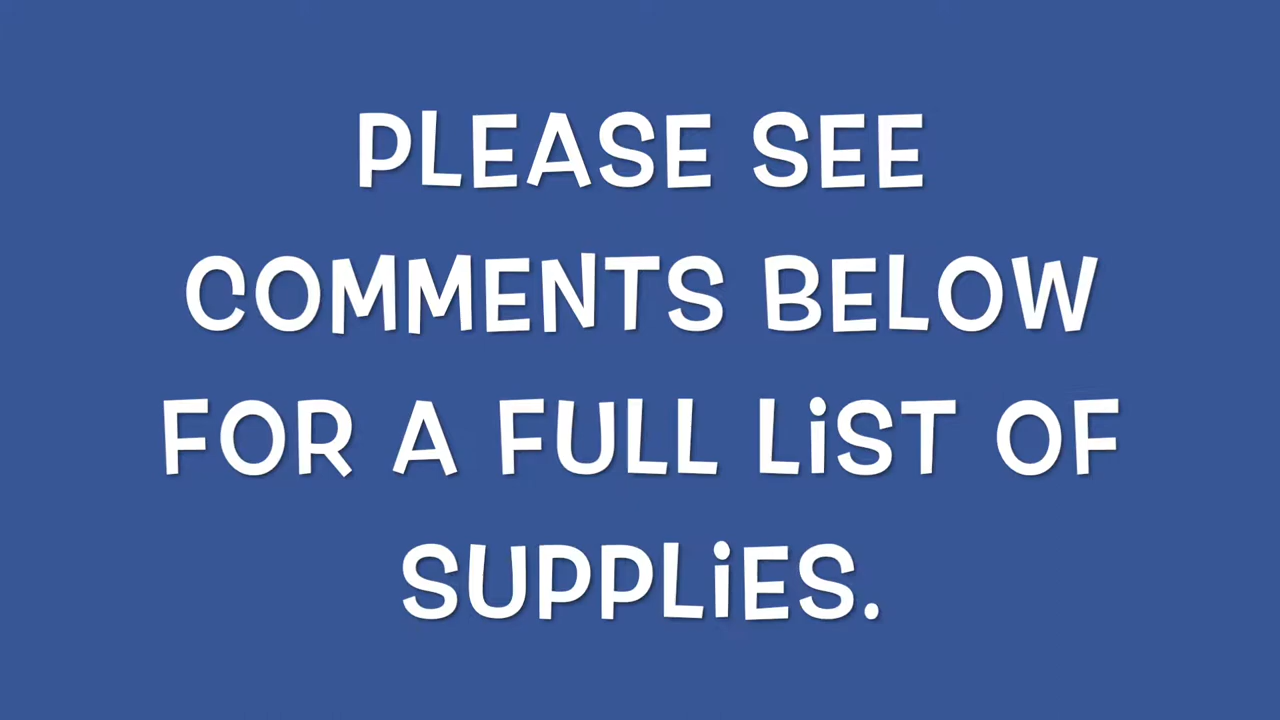 PLEASE SEE
COMMENTS BELOW
FOR A FULL LiST OF
SUPPLiES.